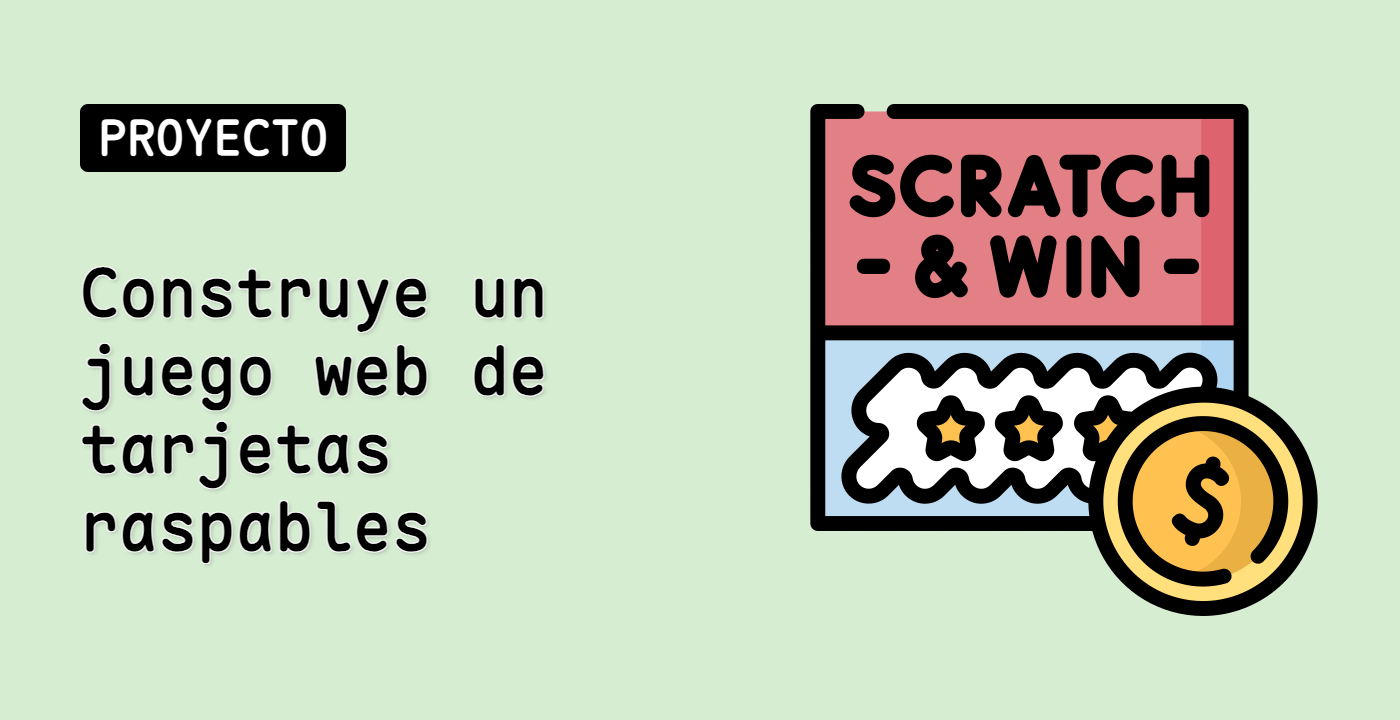 PROYECTO
Construye un
juego web de
tarjetas
raspables
SCRATCH
- & WIN -
$